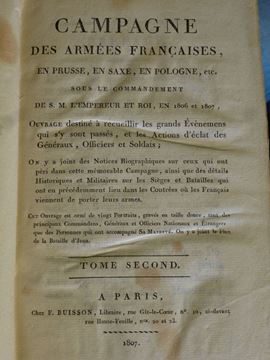 CAMPAGNE
DES ARMÉES FRANÇAISES,
EN PRUSSE, EN SAXE, EN POLOGNE, etc.
SOUS LE COMMANDEMENT
DE S. M. L'EMPEREUR ET ROI, EN 1806 et 1807,
OUVRAGE destiné à recueillir les grands Événemens
qui s'y sont passés, et les Actions d'éclat des
Généraux, Officiers et Soldats;
ON y a joint des Notices Biographiques sur ceux qui ont
péri dans cette mémorable Campagne; ainsi que des détails
Historiques et Militaires sur les Sièges et Batailles qui
ont eu précédemment lieu dans les Contrées où les Français
viennent de porter leurs armes.
CET Ouvrage est orné de vingt Portraits, gravés en taille douce, tant des
principaux Commandans, Généraux et Officiers Nationaux et Étrangers
que des Personnes qui ont accompagné SA MAJESTÉ. On y a joint le Plan
de la Bataille d'Jena.
TOME SECOND.
A PARIS,
Chez F. BUISSON, Libraire, rue Gît-le-Cœur, n°. 10, ci-devant
rue Haute-Feuille, nos. 20 et 23.
1807.